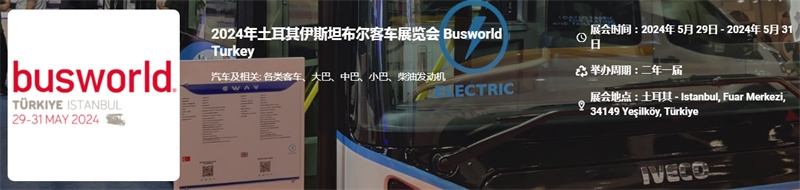 busworld.
TÜRKIYE ISTANBUL
29-31 MAY 2024
2024年土耳其伊斯坦布尔客车展览会 Busworld
Turkey
汽车及相关: 各类客车、大巴、中巴、小巴、柴油发动机
EWAY
ELECTRIC
IVECO
展会时间：2024年 5月 29日 - 2024年 5月 31
日
举办周期：二年一届
展会地点：土耳其 - Istanbul, Fuar Merkezi,
34149 Yeşilköy, Türkiye